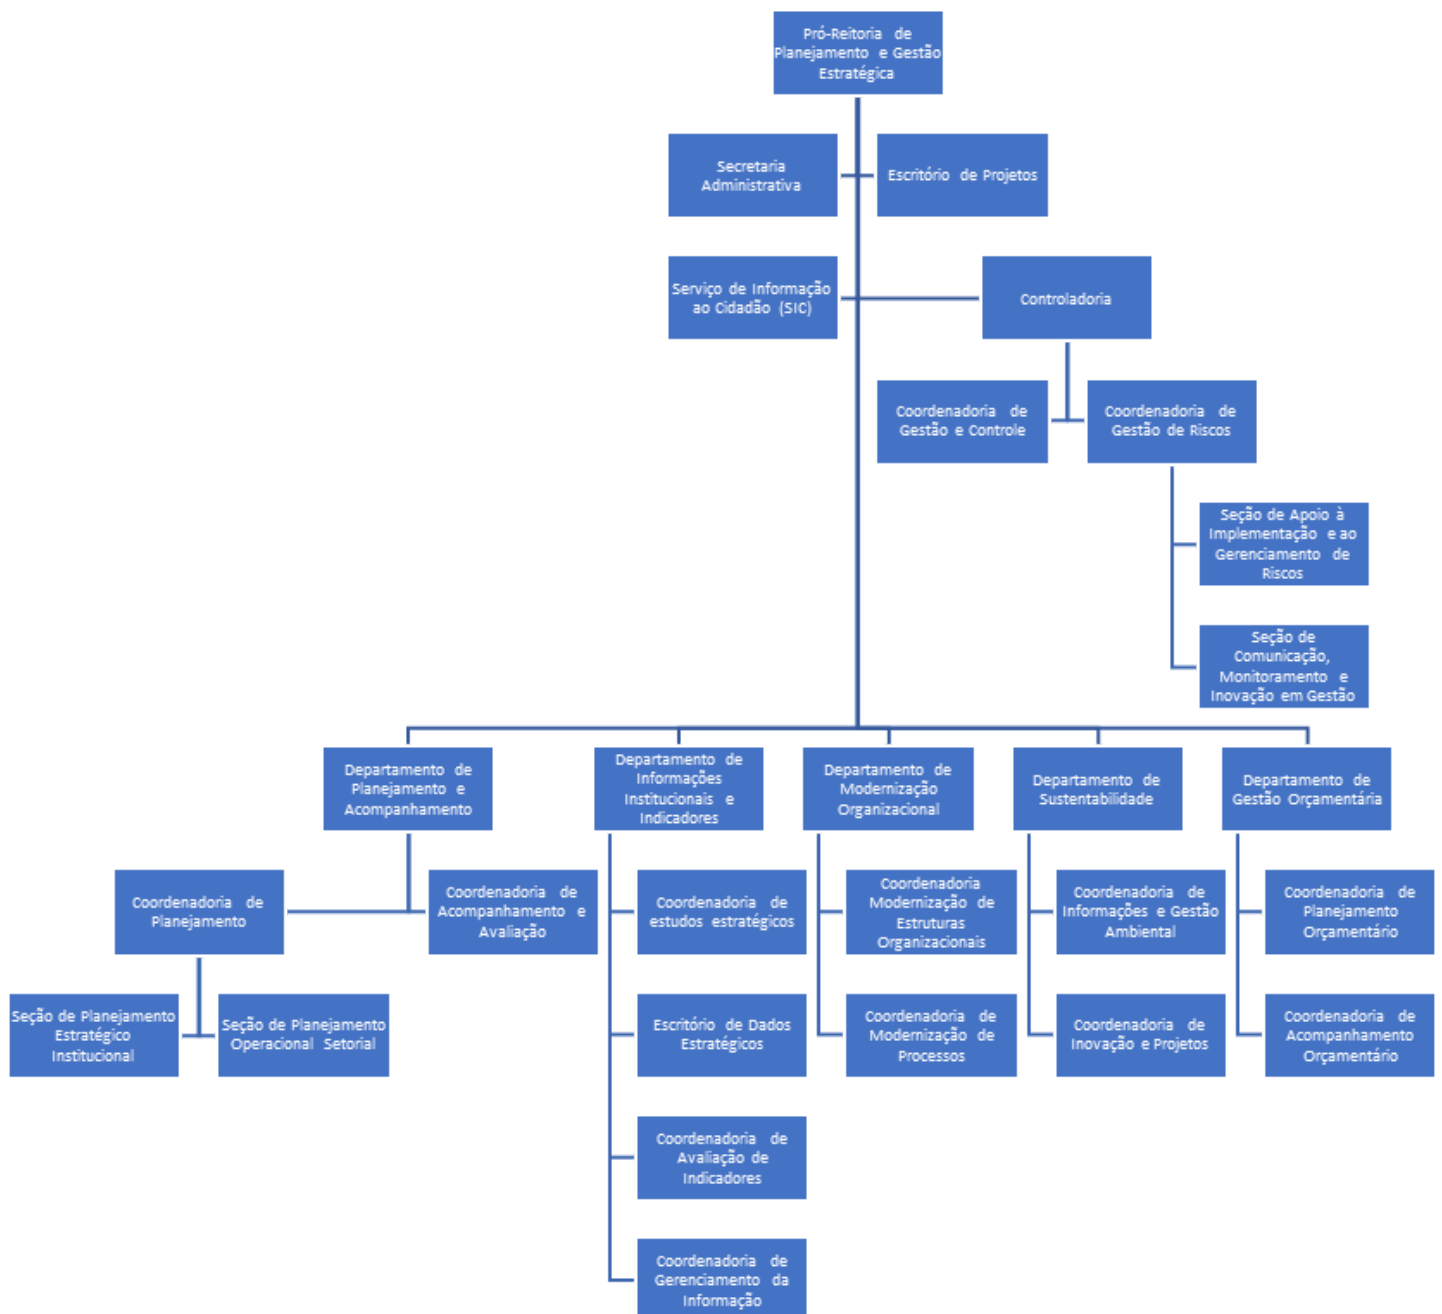 Pró-Reitoria de
Planejamento e Gestão
Estratégica
Secretaria
Administrativa
Escritório de Projetos
Serviço de Informação
ao Cidadão (SIC)
Controladoria
Coordenadoria de
Gestão e Controle
Coordenadoria de
Gestão de Riscos
Seção de Apoio à
Implementação e ao
Gerenciamento de
Riscos
Seção de
Comunicação,
Monitoramento e
Inovação em Gestão
Departamento de
Planejamento e
Acompanhamento
Departamento de
Informações
Institucionais e
Indicadores
Departamento de
Modernização
Organizacional
Departamento de
Sustentabilidade
Departamento de
Gestão Orçamentária
Coordenadoria de
Planejamento
Coordenadoria de
Acompanhamento e
Avaliação
Coordenadoria de
estudos estratégicos
Coordenadoria
Modernização de
Estruturas
Organizacionais
Coordenadoria de
Informações e Gestão
Ambiental
Coordenadoria de
Planejamento
Orçamentário
Seção de Planejamento
Estratégico
Institucional
Seção de Planejamento
Operacional Setorial
Escritório de Dados
Estratégicos
Coordenadoria de
Modernização de
Processos
Coordenadoria de
Inovação e Projetos
Coordenadoria de
Acompanhamento
Orçamentário
Coordenadoria de
Avaliação de
Indicadores
Coordenadoria de
Gerenciamento da
Informação